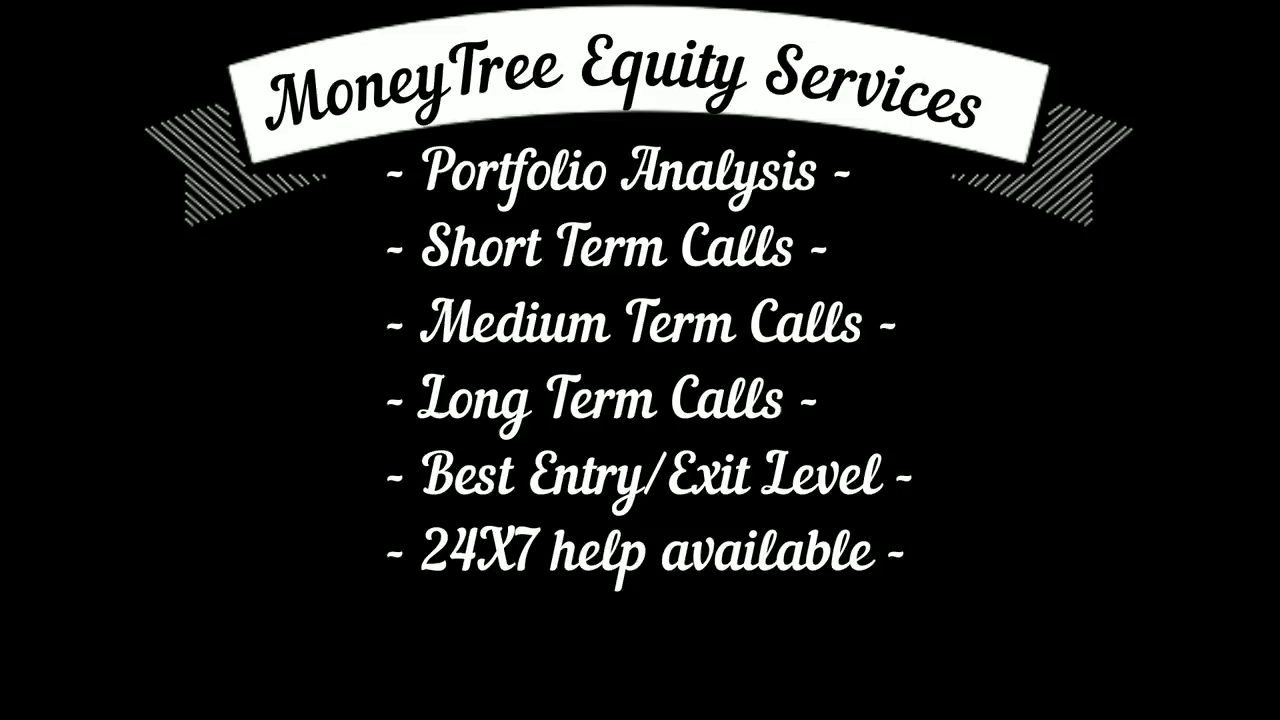 MoneyTree Equity Services
- Portfolio Analysis -
- Short Term Calls -
- Medium Term Calls -
- Long Term Calls -
- Best Entry/Exit Level -
- 24X7 help available -